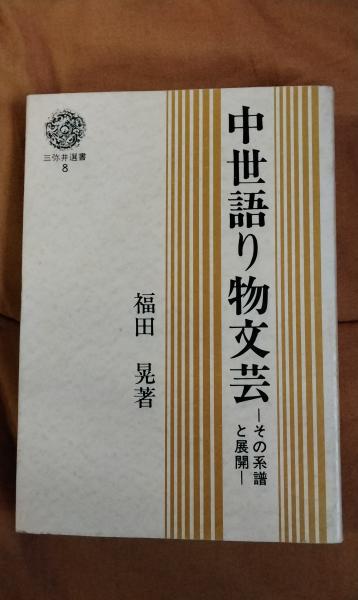 三弥井選書
8
中世語り物文芸
―その系譜
と展開―
福田 晃著